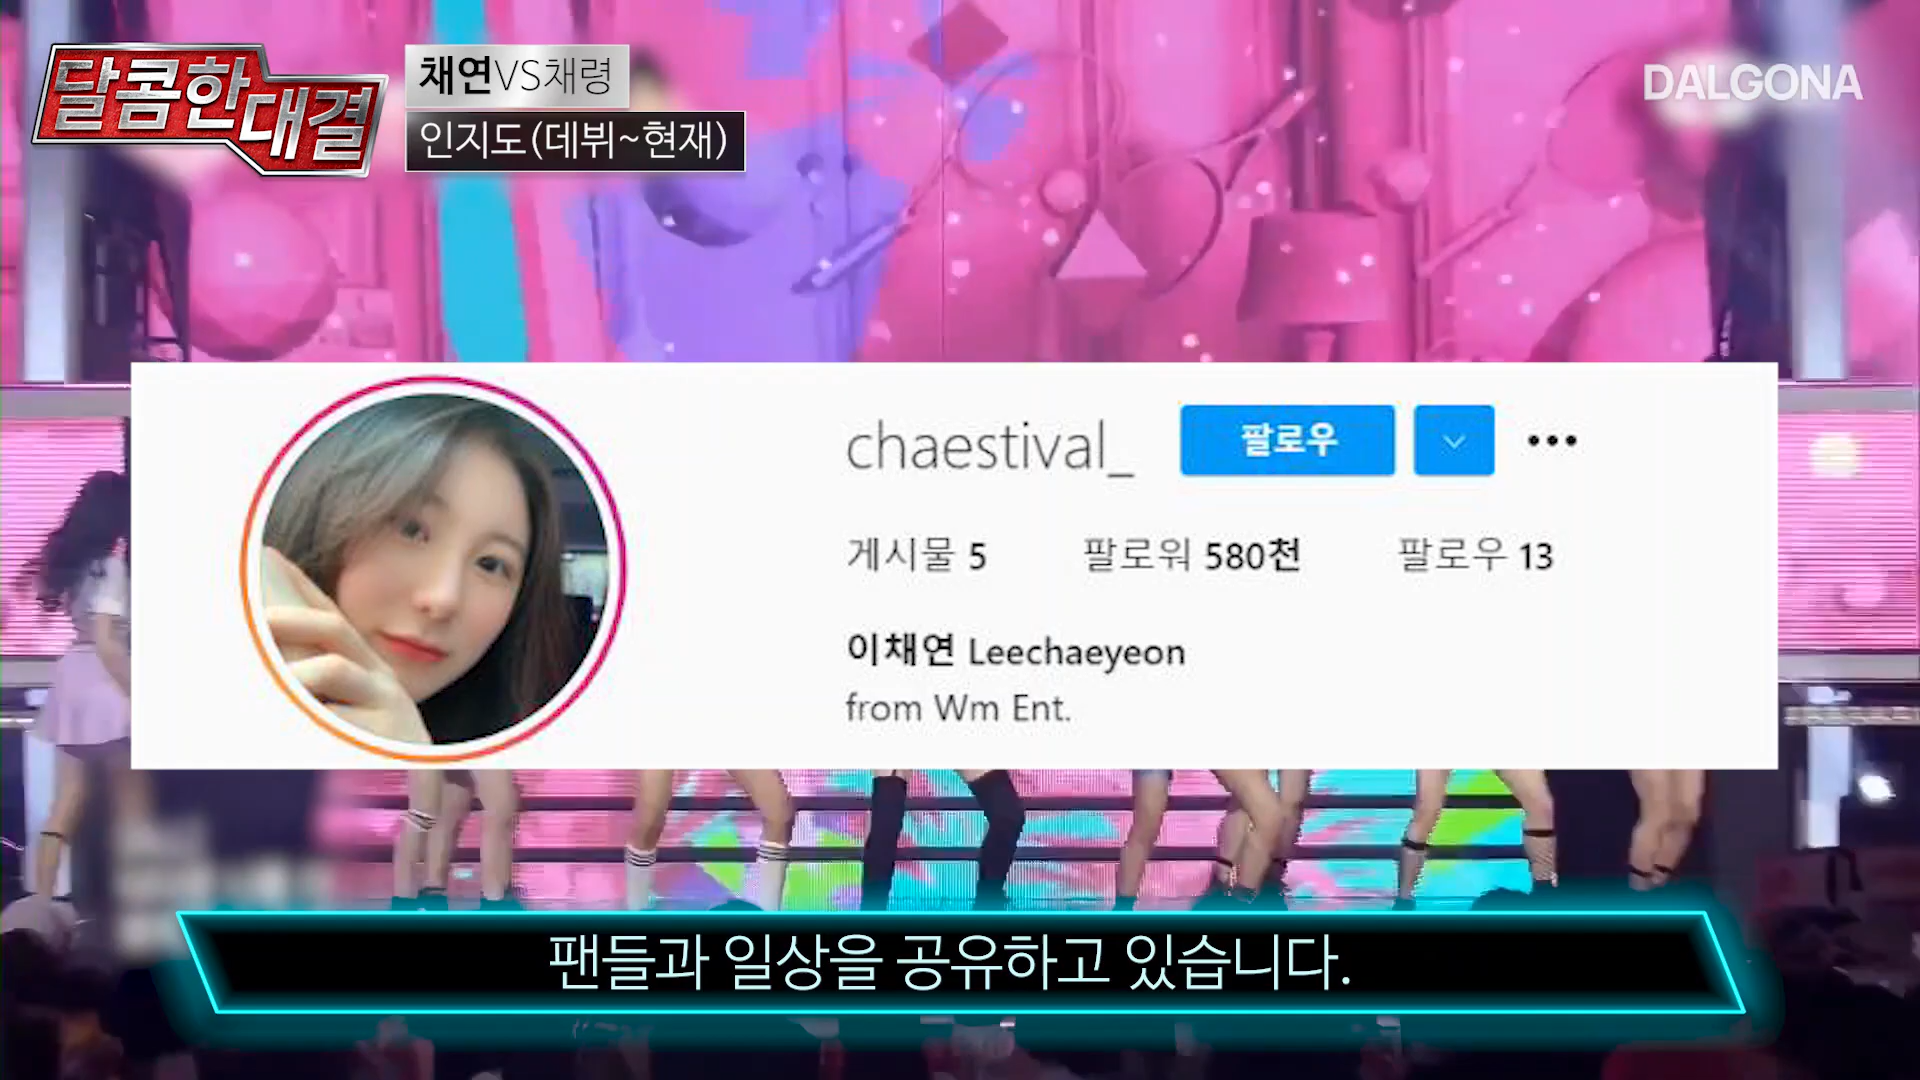 달콤한대결
채연VS채령
인지도(데뷔~현재)
DALGONA
chaestival_ 팔로우
게시물 5 팔로워 580천 팔로우 13
이채연 Leechaeyeon
from Wm Ent.
팬들과 일상을 공유하고 있습니다.